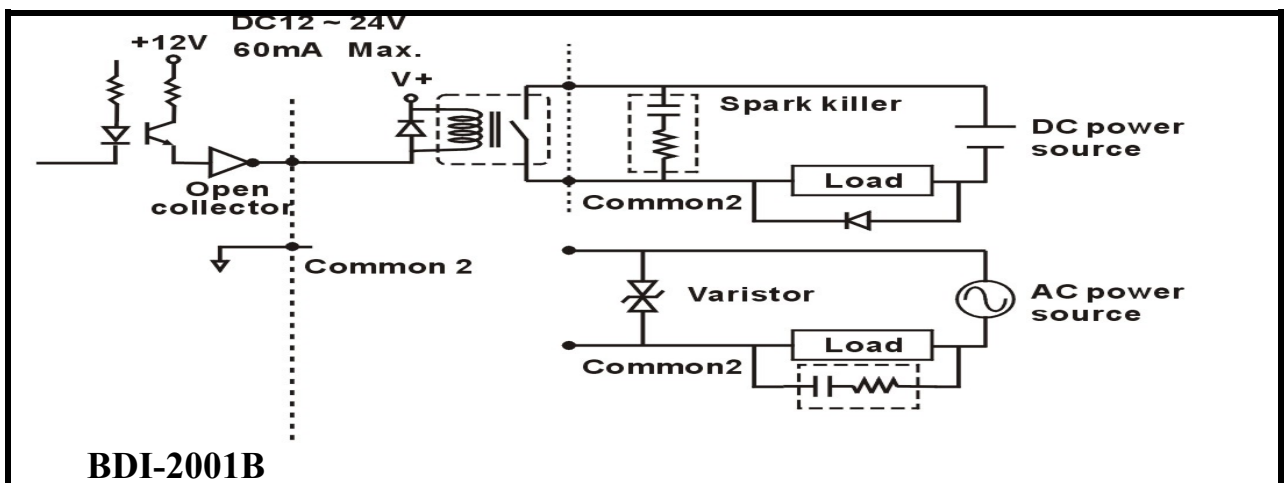 DC12 ~ 24V
+12V
60mA Max.
V+
Spark killer
DC power
source
Open
collector
Load
Common2
Common 2
Varistor
AC power
source
Load
Common2
BDI-2001B